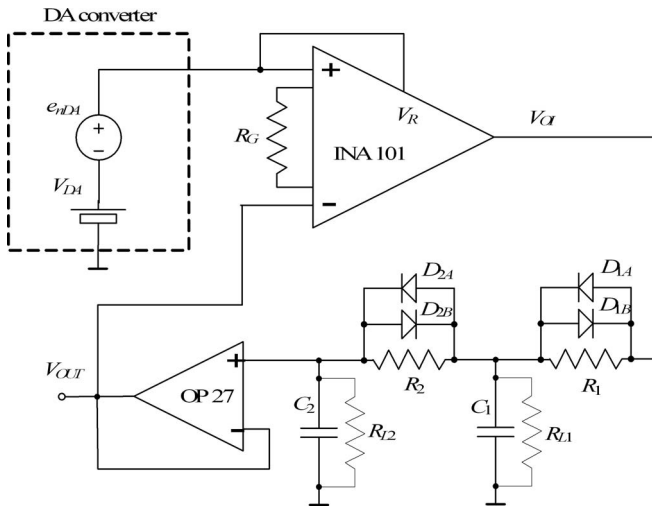 DA converter
e_nDA
+
−
V_DA
+
R_G
V_R
INA 101
−
V_OI
D_2A
D_2B
R_2
D_1A
D_1B
R_1
V_OUT
+
OP 27
−
C_2
R_L2
C_1
R_L1